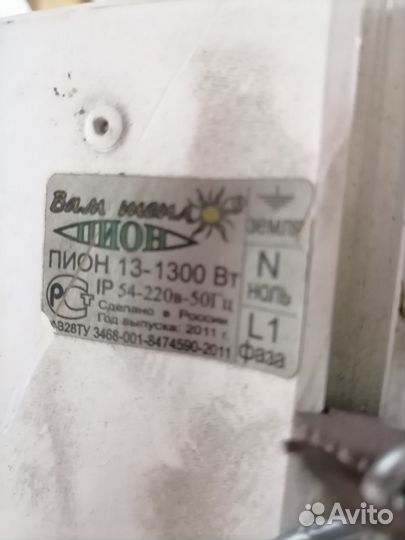 Вам тепло
ПИОН
ПИОН 13-1300 Вт
IP 54-220в-50Гц
Сделано в России
Год выпуска: 2011 г.
АВ28ТУ 3468-001-8474590-2011
земля
N
ноль
L1
фаза
Avito